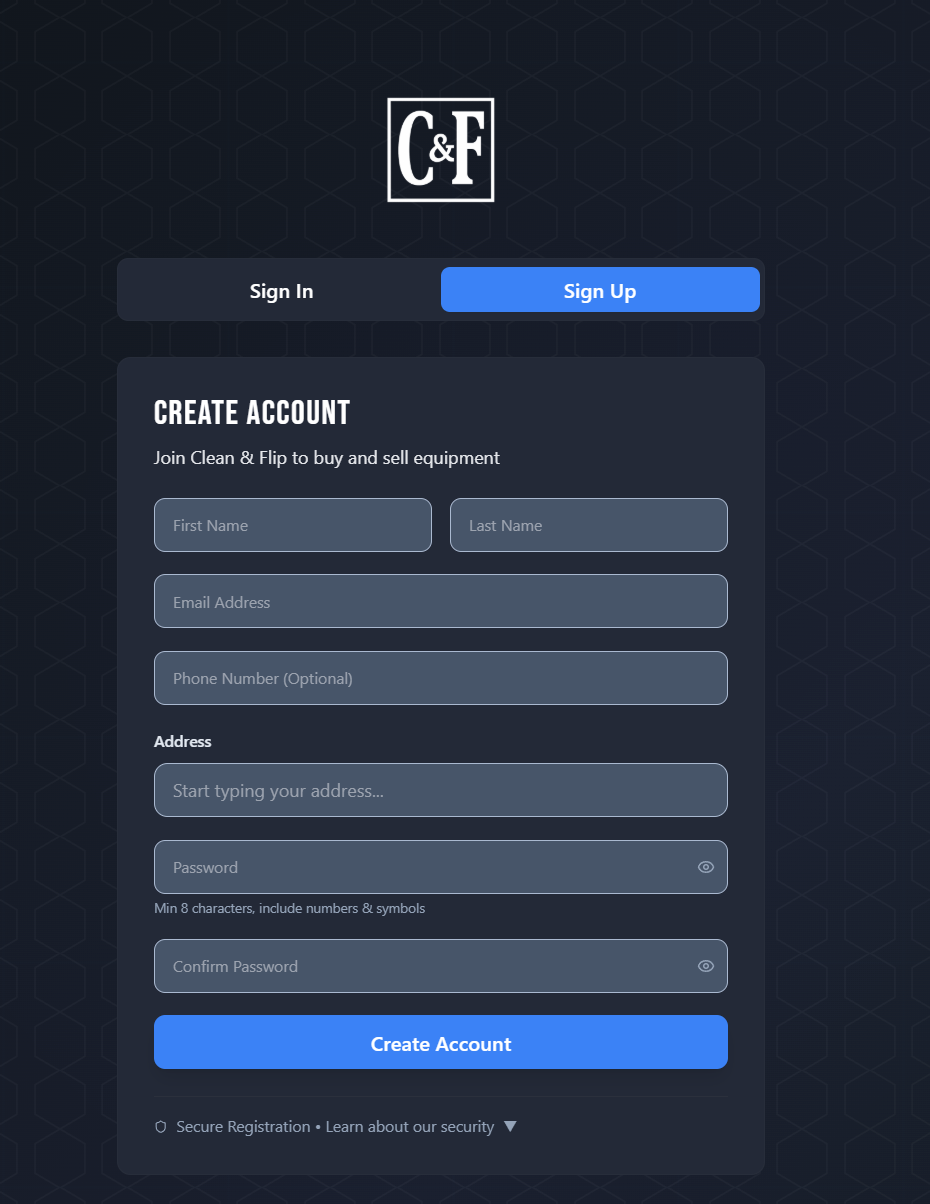 C&F
Sign In
Sign Up
CREATE ACCOUNT
Join Clean & Flip to buy and sell equipment
First Name
Last Name
Email Address
Phone Number (Optional)
Address
Start typing your address...
Password
Min 8 characters, include numbers & symbols
Confirm Password
Create Account
Secure Registration • Learn about our security ▼